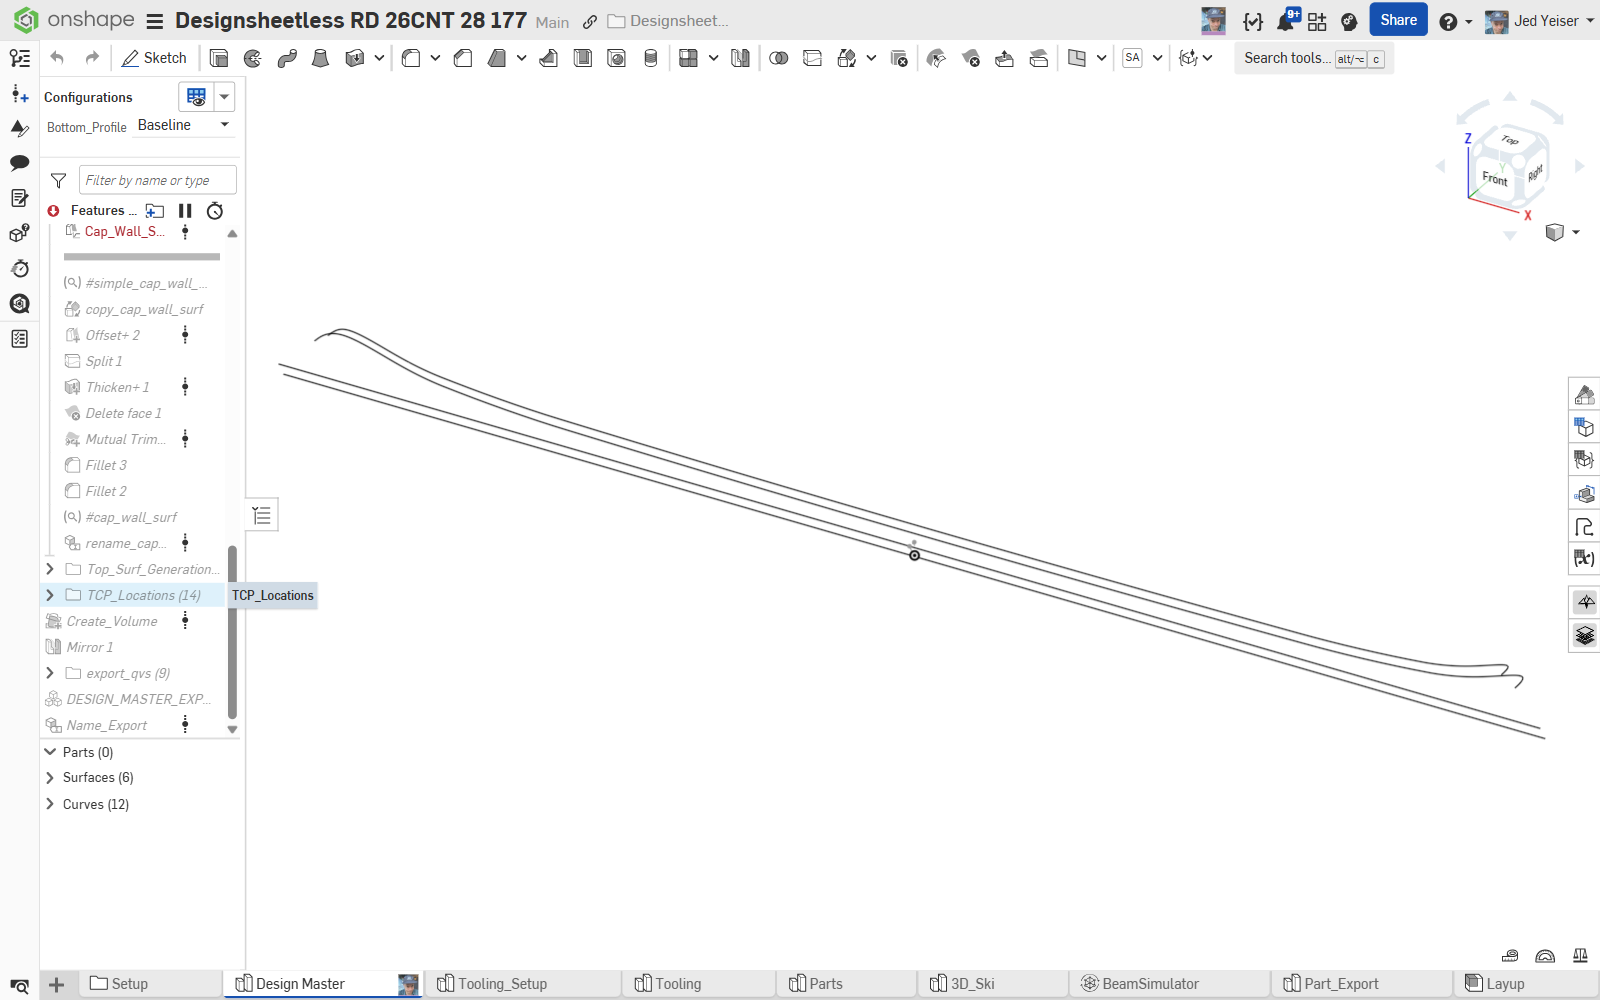 onshape
Designsheetless RD 26CNT 28 177
Main
Designsheet...
9+
Share
Jed Yeiser
Sketch
SA
Search tools...
alt/⌥
c
Configurations
Bottom_Profile
Baseline
Filter by name or type
Features ...
Cap_Wall_S...
#simple_cap_wall_...
copy_cap_wall_surf
Offset+ 2
Split 1
Thicken+ 1
Delete face 1
Mutual Trim...
Fillet 3
Fillet 2
#cap_wall_surf
rename_cap...
Top_Surf_Generation...
TCP_Locations (14)
TCP_Locations
Create_Volume
Mirror 1
export_qvs (9)
DESIGN_MASTER_EXP...
Name_Export
Parts (0)
Surfaces (6)
Curves (12)
Z
Top
Y
Front
Right
X
Setup
Design Master
Tooling_Setup
Tooling
Parts
3D_Ski
BeamSimulator
Part_Export
Layup